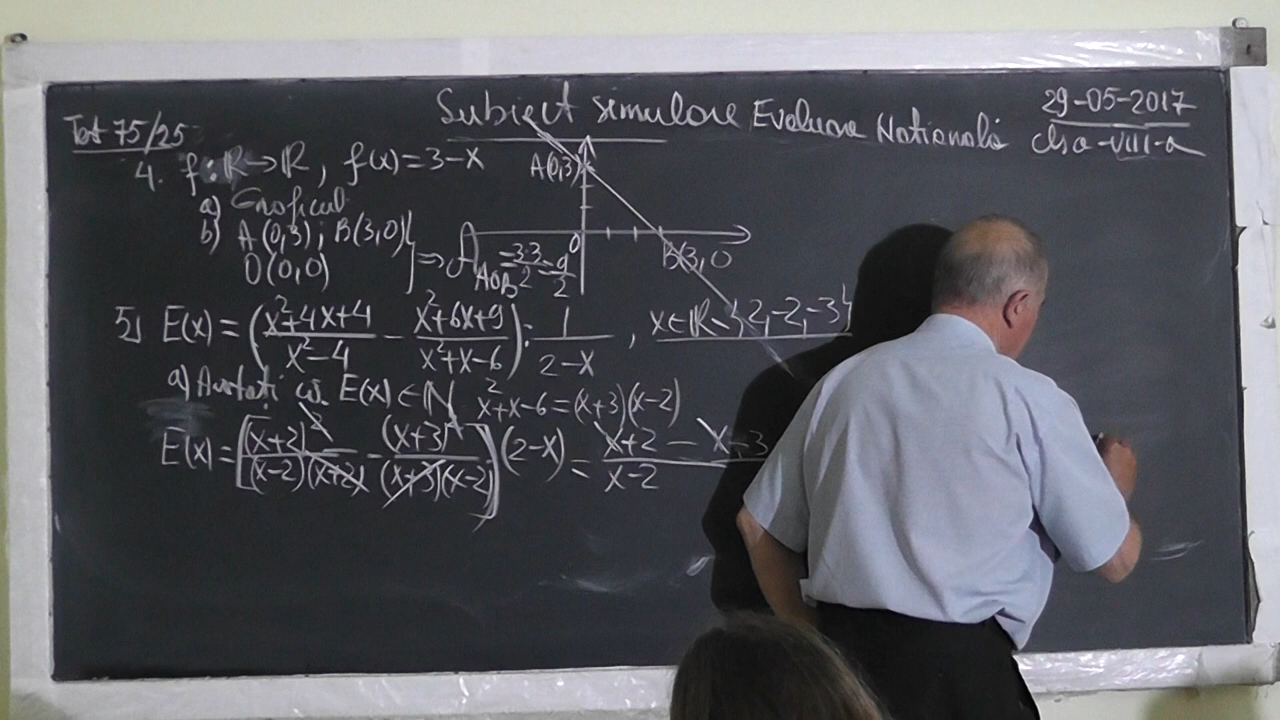 Subiect simulare Evaluare Națională
29-05-2017
clsa-VIII-a
Test 75/25
4. f: ℝ→ℝ, f(x)=3-x
a) Graficul
b) A(0,3); B(3,0)
O(0,0)
⇒ A_AOB = 3·3/2 = 9/2
A(0,3)
O
B(3,0
5) E(x) = ((x²+4x+4)/(x²-4) - (x²+6x+9)/(x²+x-6)) : 1/(2-x), x∈ℝ-{2,-2,-3}
a) Arătați că E(x)∈ℕ
x²+x-6=(x+3)(x-2)
E(x) = [(x+2)²/((x-2)(x+2)) - (x+3)²/((x+3)(x-2))](2-x) = (x+2-x-3)/(x-2)